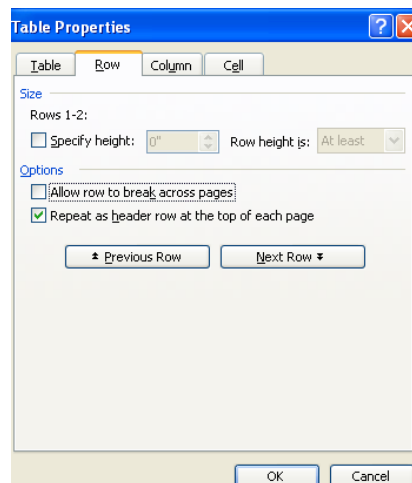 Table Properties
Table Row Column Cell
Size
Rows 1-2:
Specify height: 0" Row height is: At least
Options
Allow row to break across pages
Repeat as header row at the top of each page
Previous Row Next Row
OK Cancel